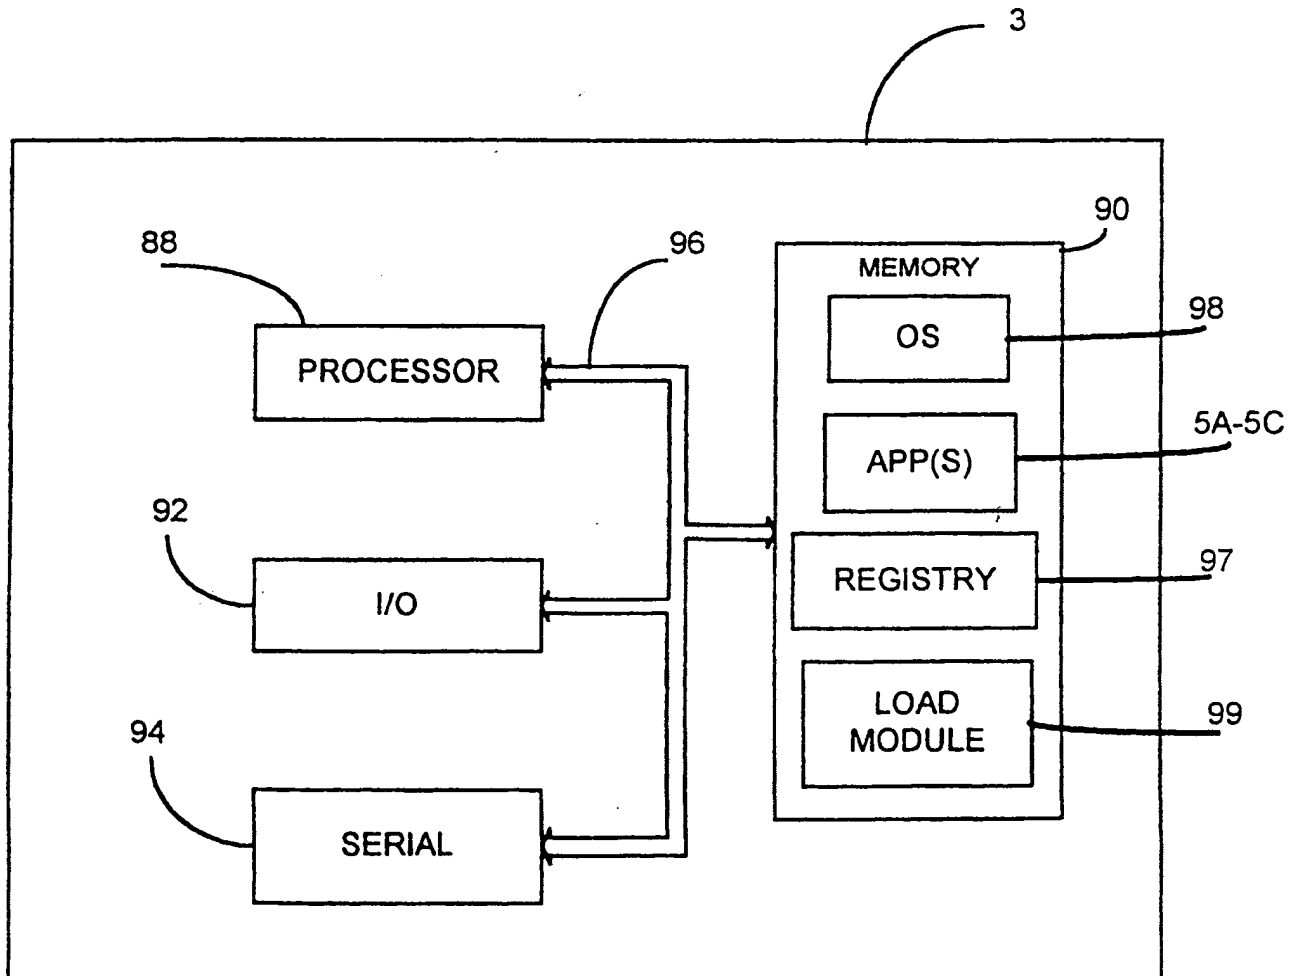 3
90
88
96
MEMORY
98
OS
PROCESSOR
5A-5C
APP(S)
92
97
REGISTRY
I/O
LOAD
MODULE
99
94
SERIAL